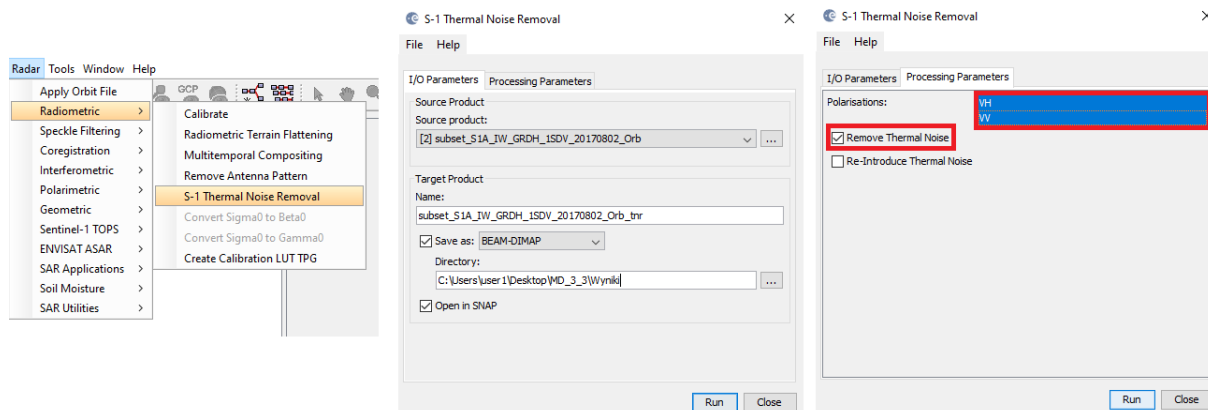 Radar Tools Window Help
Apply Orbit File
Radiometric >
Speckle Filtering >
Coregistration >
Interferometric >
Polarimetric >
Geometric >
Sentinel-1 TOPS >
ENVISAT ASAR >
SAR Applications >
Soil Moisture >
SAR Utilities >
GCP
Calibrate
Radiometric Terrain Flattening
Multitemporal Compositing
Remove Antenna Pattern
S-1 Thermal Noise Removal
Convert Sigma0 to Beta0
Convert Sigma0 to Gamma0
Create Calibration LUT TPG
S-1 Thermal Noise Removal
File Help
I/O Parameters Processing Parameters
Source Product
Source product:
[2] subset_S1A_IW_GRDH_1SDV_20170802_Orb
...
Target Product
Name:
subset_S1A_IW_GRDH_1SDV_20170802_Orb_tnr
Save as: BEAM-DIMAP
Directory:
C:\Users\user1\Desktop\MD_3_3\Wyniki
...
Open in SNAP
Run Close
S-1 Thermal Noise Removal
File Help
I/O Parameters Processing Parameters
Polarisations: VH
VV
Remove Thermal Noise
Re-Introduce Thermal Noise
Run Close